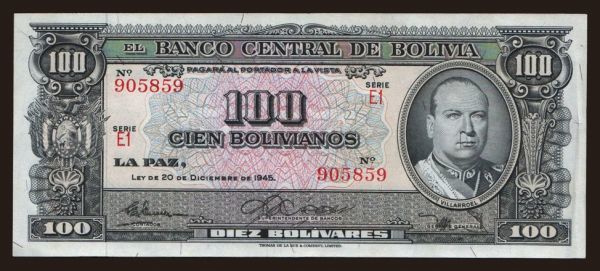 100 EL BANCO CENTRAL DE BOLIVIA 100
PAGARÁ AL PORTADOR A LA VISTA
Nº 905859
SERIE E1
100
SERIE E1
CIEN BOLIVIANOS
LA PAZ,
Nº 905859
LEY DE 20 DE DICIEMBRE DE 1945.
VILLARROEL
CONTADOR
SUPERINTENDENTE DE BANCOS
GENERAL
100 DIEZ BOLÍVARES 100
THOMAS DE LA RUE & COMPANY, LIMITED.